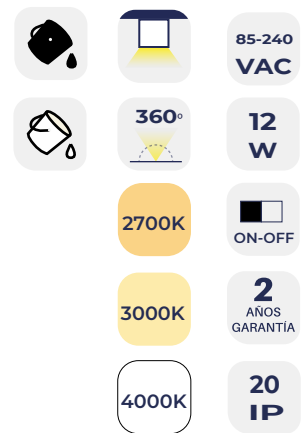 85-240
VAC
360°
12
W
2700K
ON-OFF
3000K
2
AÑOS
GARANTÍA
4000K
20
IP